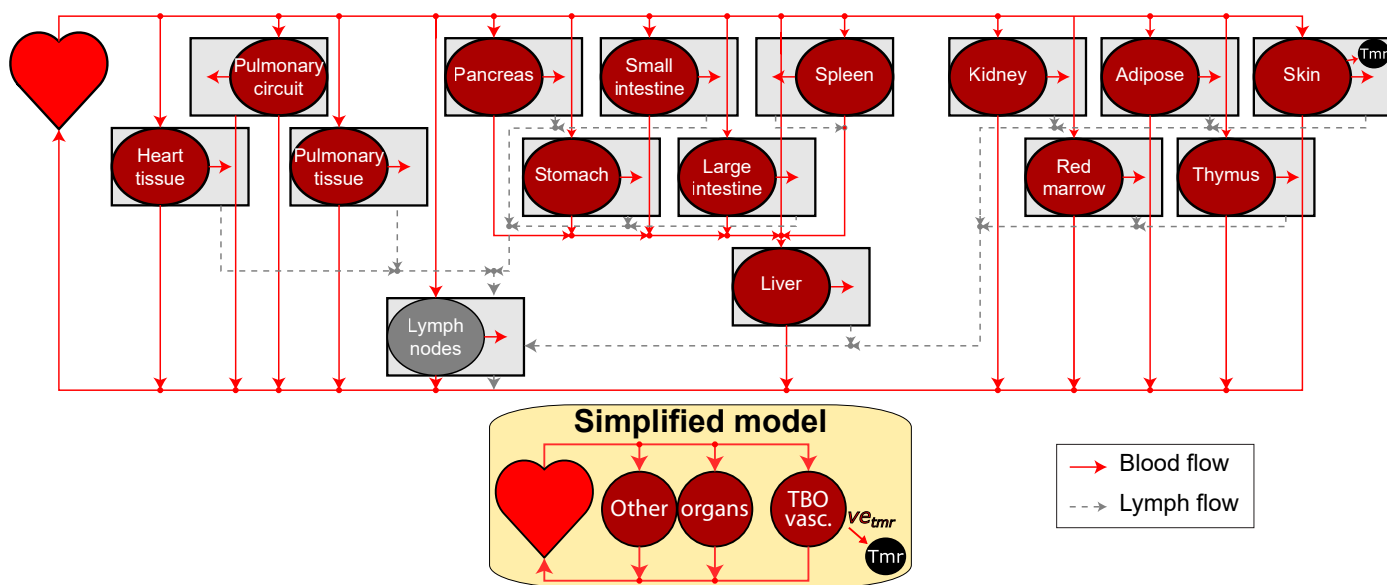 Pulmonary
circuit
Pancreas
Small
intestine
Spleen
Kidney
Adipose
Skin
Tmr
Heart
tissue
Pulmonary
tissue
Stomach
Large
intestine
Red
marrow
Thymus
Liver
Lymph
nodes
Simplified model
Other
organs
TBO
vasc.
ve_tmr
Tmr
Blood flow
Lymph flow